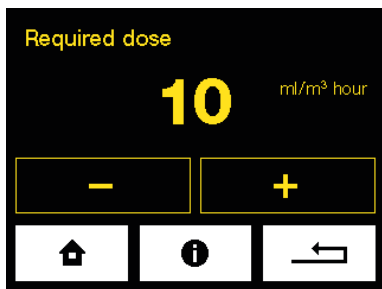 Required dose
10 ml/m³ hour
− +